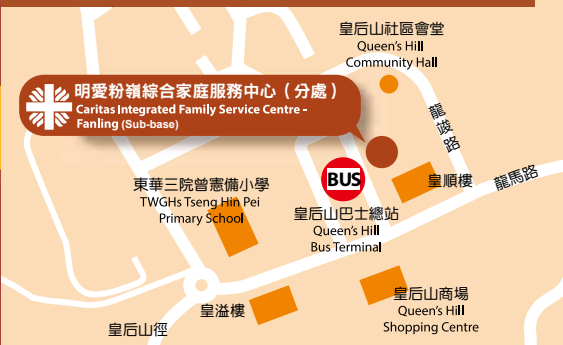 皇后山社區會堂
Queen's Hill
Community Hall
明愛粉嶺綜合家庭服務中心（分處）
Caritas Integrated Family Service Centre -
Fanling (Sub-base)
龍峻路
龍馬路
東華三院曾憲備小學
TWGHs Tseng Hin Pei
Primary School
BUS
皇順樓
皇后山巴士總站
Queen's Hill
Bus Terminal
皇溢樓
皇后山商場
Queen's Hill
Shopping Centre
皇后山徑